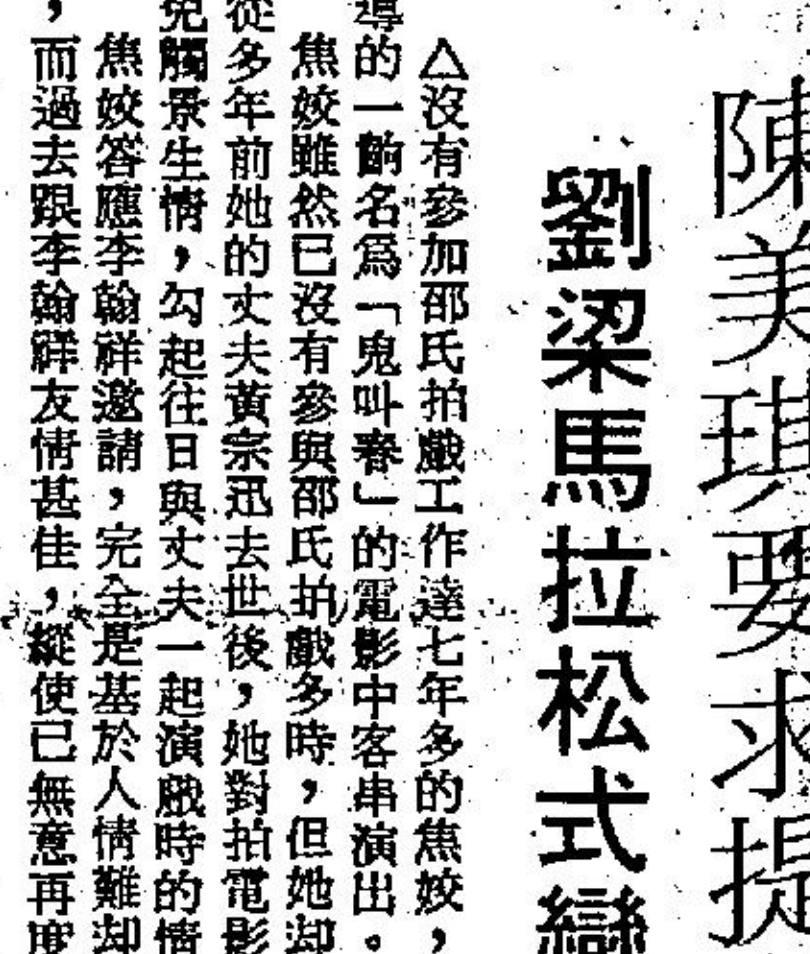 陳美琪要求提
劉梁馬拉松式戀
△沒有參加邵氏拍戲工作達七年多的焦姣，
導的一齣名爲「鬼叫春」的電影中客串演出。
焦姣雖然已沒有參與邵氏拍戲多時，但她却
從多年前她的丈夫黃宗迅去世後，她對拍電影
免觸景生情，勾起往日與丈夫一起演戲時的情
焦姣答應李翰祥邀請，完全是基於人情難却
，而過去跟李翰祥友情甚佳，縱使已無意再度